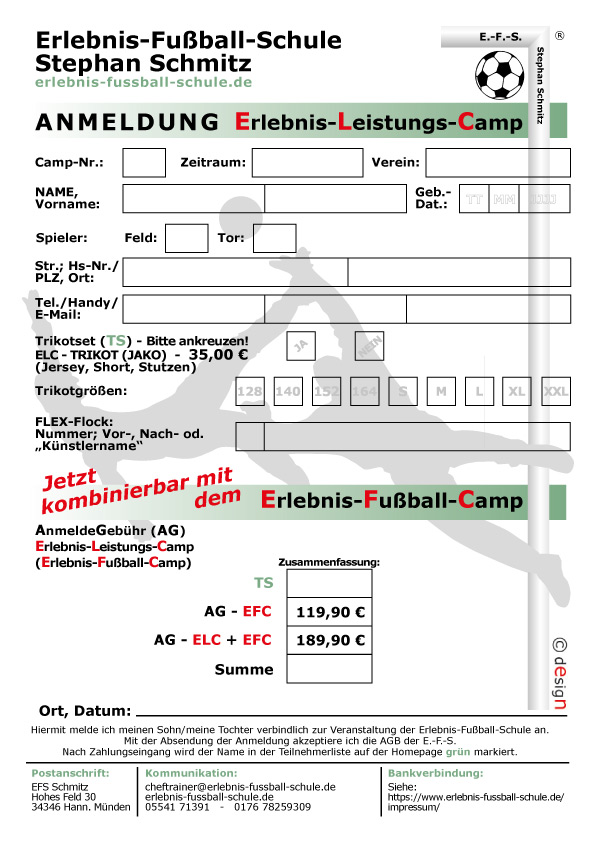 Erlebnis-Fußball-Schule
Stephan Schmitz
erlebnis-fussball-schule.de
E.-F.-S.
®
Stephan Schmitz
ANMELDUNG Erlebnis-Leistungs-Camp
Camp-Nr.: Zeitraum: Verein:
NAME,
Vorname:
Geb.-
Dat.: TT MM JJJJ
Spieler: Feld: Tor:
Str.; Hs-Nr./
PLZ, Ort:
Tel./Handy/
E-Mail:
Trikotset (TS) - Bitte ankreuzen!
ELC - TRIKOT (JAKO) - 35,00 €
(Jersey, Short, Stutzen)
JA NEIN
Trikotgrößen: 128 140 152 164 S M L XL XXL
FLEX-Flock:
Nummer; Vor-, Nach- od.
„Künstlername“
Jetzt
kombinierbar mit
dem
Erlebnis-Fußball-Camp
AnmeldeGebühr (AG)
Erlebnis-Leistungs-Camp
(Erlebnis-Fußball-Camp)
Zusammenfassung:
TS
AG - EFC 119,90 €
AG - ELC + EFC 189,90 €
Summe
© design
Ort, Datum:
Hiermit melde ich meinen Sohn/meine Tochter verbindlich zur Veranstaltung der Erlebnis-Fußball-Schule an.
Mit der Absendung der Anmeldung akzeptiere ich die AGB der E.-F.-S.
Nach Zahlungseingang wird der Name in der Teilnehmerliste auf der Homepage grün markiert.
Postanschrift:
EFS Schmitz
Hohes Feld 30
34346 Hann. Münden
Kommunikation:
cheftrainer@erlebnis-fussball-schule.de
erlebnis-fussball-schule.de
05541 71391 - 0176 78259309
Bankverbindung:
Siehe:
https://www.erlebnis-fussball-schule.de/
impressum/